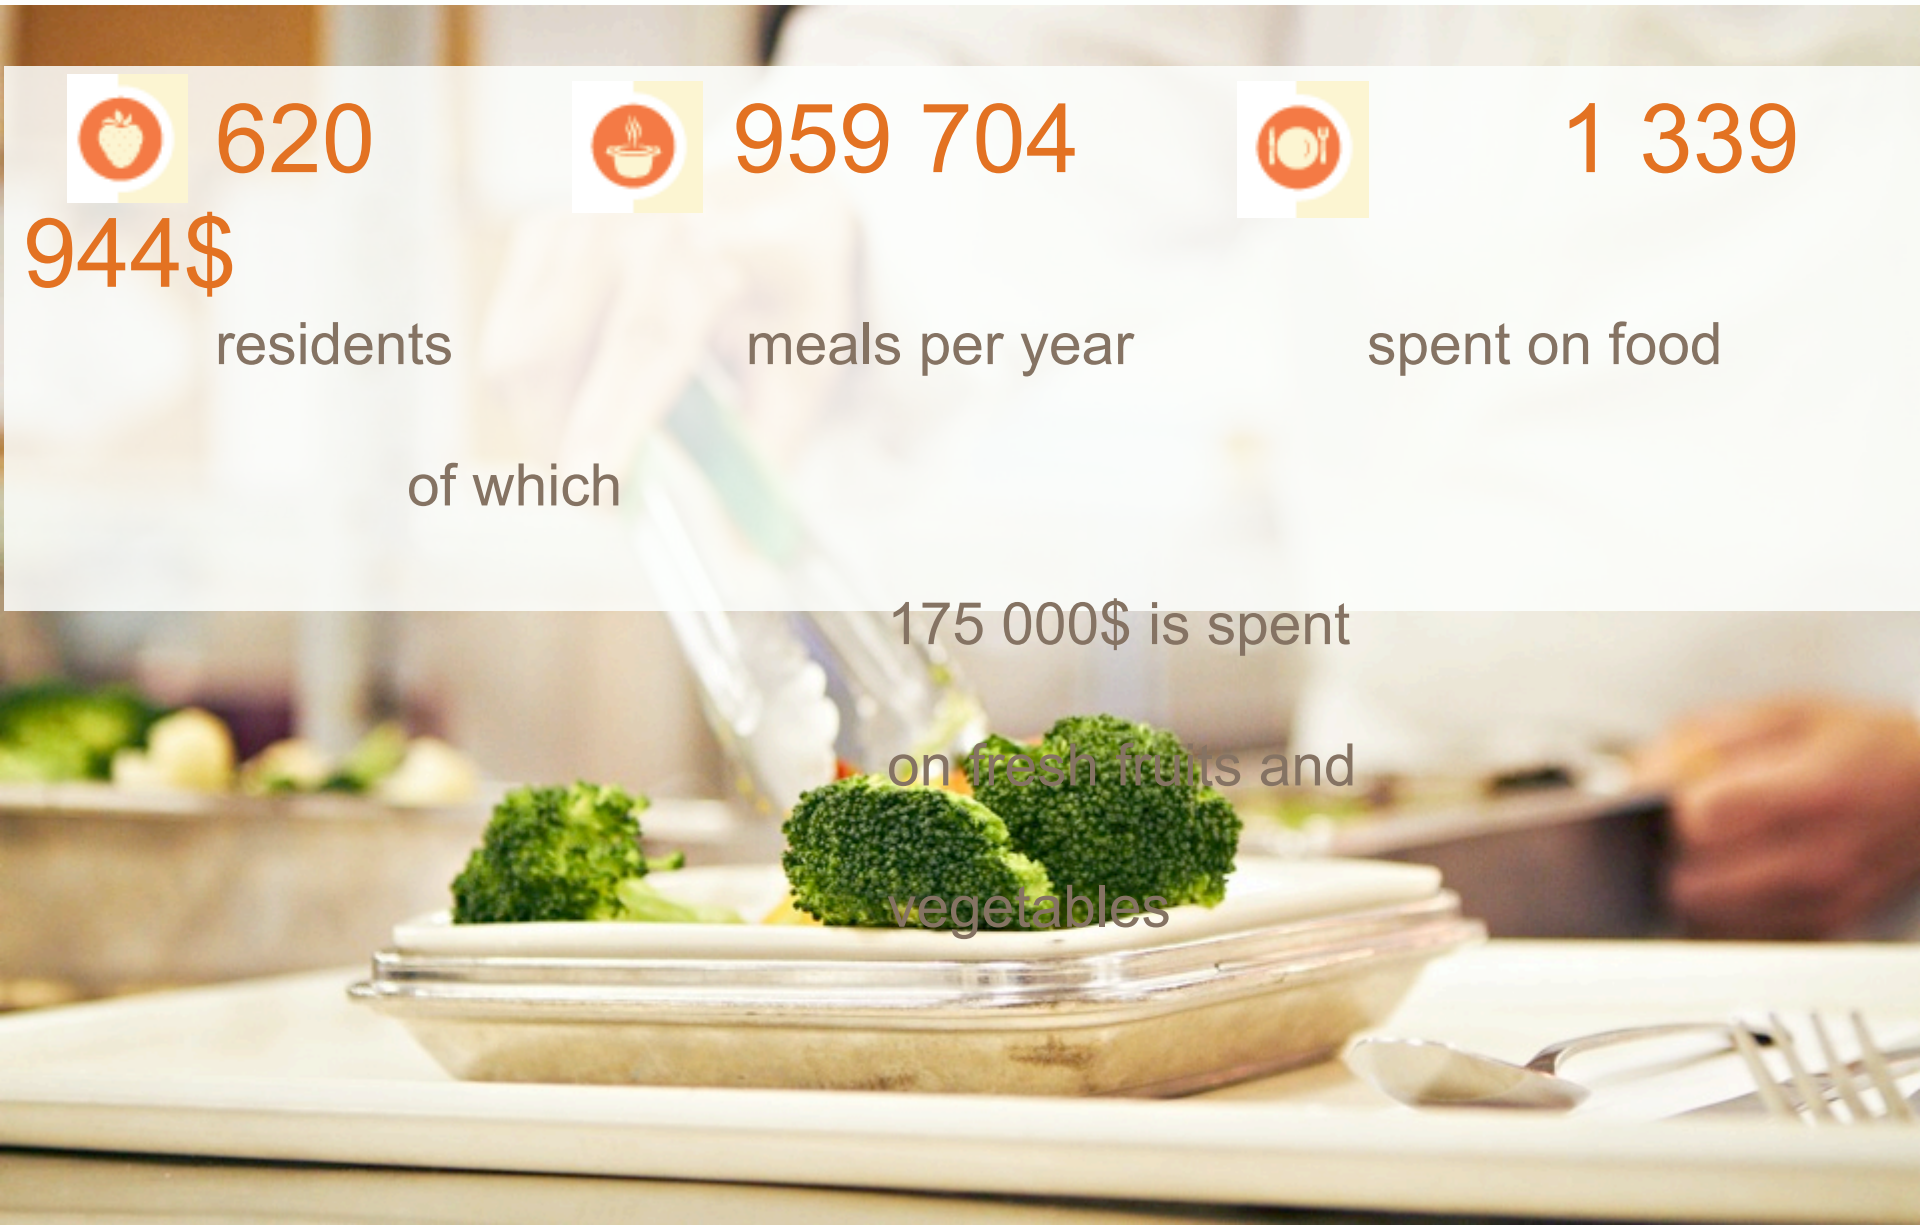 620 959 704 1 339
944$
residents meals per year spent on food
of which
175 000$ is spent
on fresh fruits and
vegetables